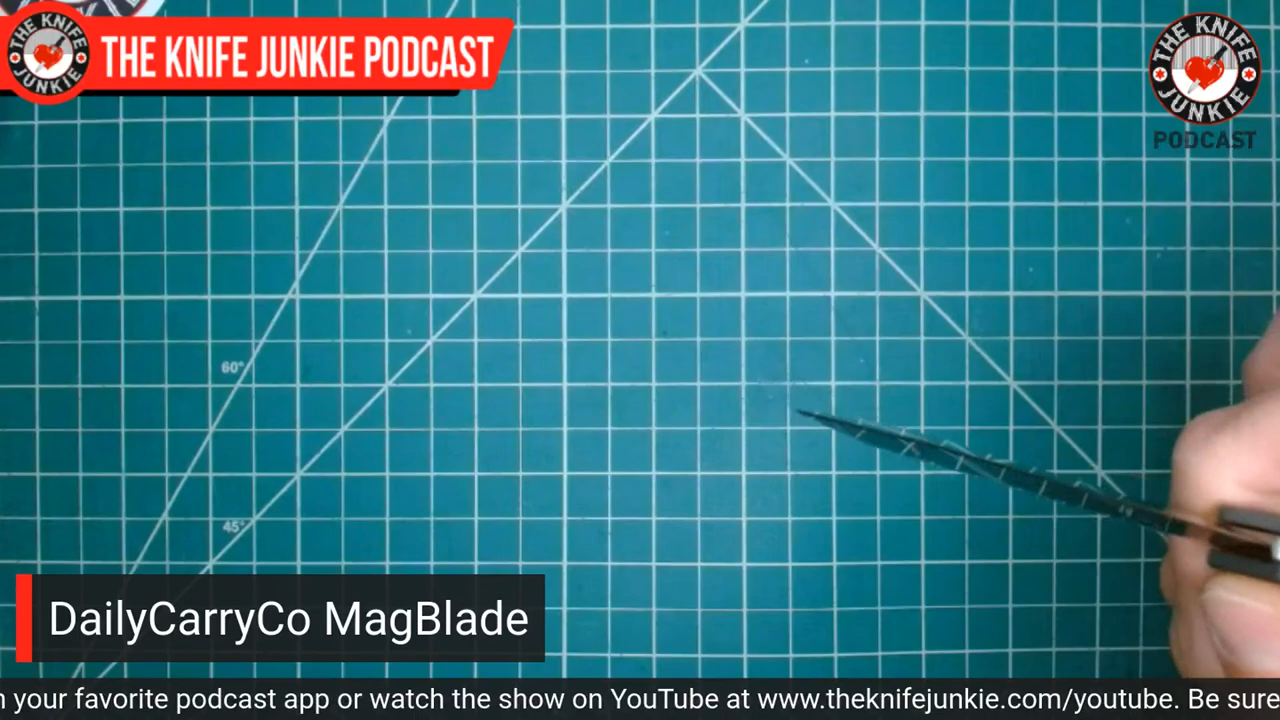 THE KNIFE
JUNKIE
THE KNIFE JUNKIE PODCAST
THE KNIFE
JUNKIE
PODCAST
60°
45°
DailyCarryCo MagBlade
your favorite podcast app or watch the show on YouTube at www.theknifejunkie.com/youtube. Be sure